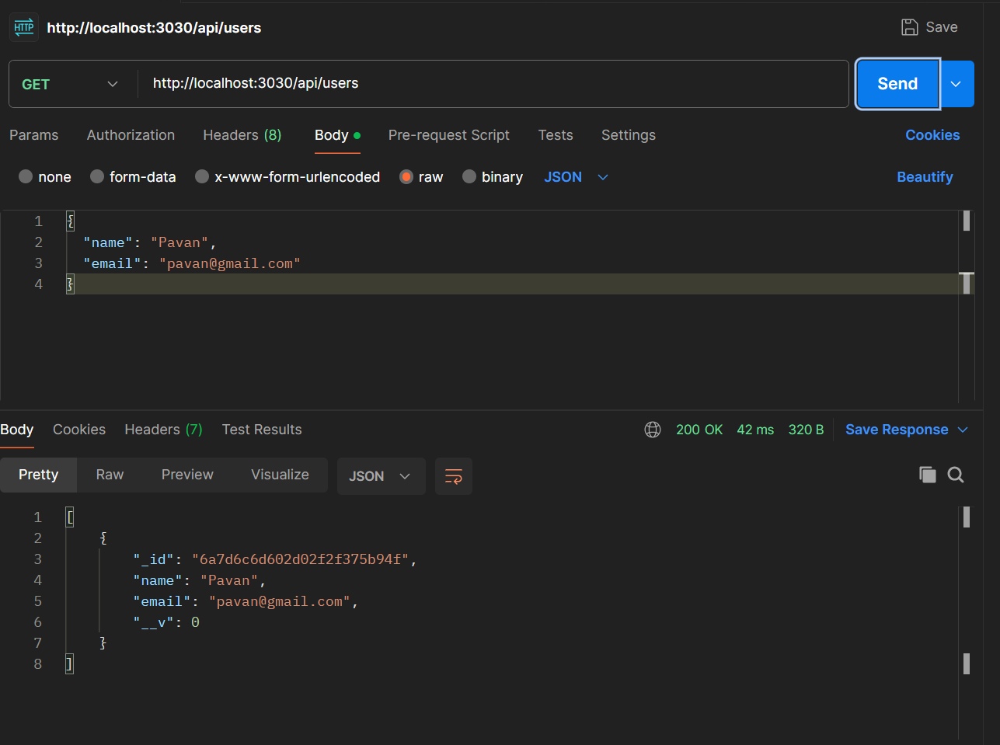 HTTP http://localhost:3030/api/users Save
GET http://localhost:3030/api/users Send
Params Authorization Headers (8) Body Pre-request Script Tests Settings Cookies
none form-data x-www-form-urlencoded raw binary JSON Beautify
1 {
2 "name": "Pavan",
3 "email": "pavan@gmail.com"
4 }
Body Cookies Headers (7) Test Results 200 OK 42 ms 320 B Save Response
Pretty Raw Preview Visualize JSON
1 [
2 {
3 "_id": "6a7d6c6d602d02f2f375b94f",
4 "name": "Pavan",
5 "email": "pavan@gmail.com",
6 "__v": 0
7 }
8 ]